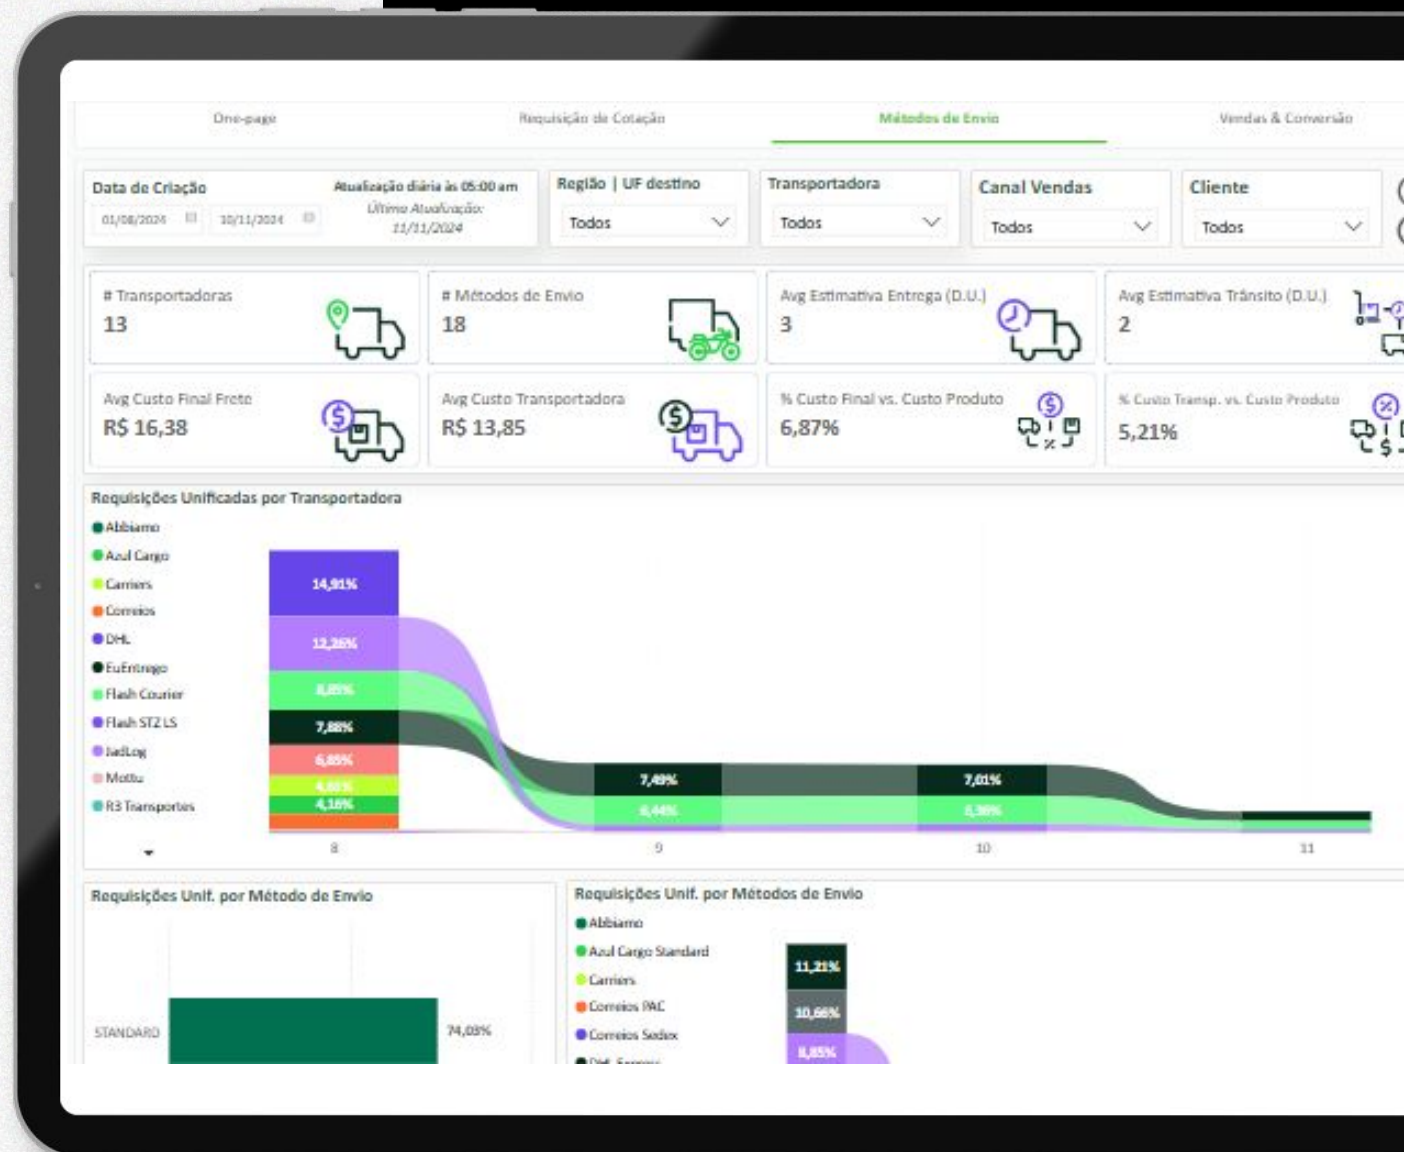 One-page
Requisição de Cotação
Métodos de Envio
Vendas & Conversão
Data de Criação
01/08/2024
10/11/2024
Atualização diária às 05:00 am
Última Atualização:
11/11/2024
Região | UF destino
Todos
Transportadora
Todos
Canal Vendas
Todos
Cliente
Todos
# Transportadoras
13
# Métodos de Envio
18
Avg Estimativa Entrega (D.U.)
3
Avg Estimativa Trânsito (D.U.)
2
Avg Custo Final Frete
R$ 16,38
Avg Custo Transportadora
R$ 13,85
% Custo Final vs. Custo Produto
6,87%
% Custo Transp. vs. Custo Produto
5,21%
Requisições Unificadas por Transportadora
Abbiamo
Azul Cargo
Carriers
Correios
DHL
EuEntrego
Flash Courier
Flash STZ LS
JadLog
Mottu
R3 Transportes
14,91%
12,26%
8,85%
7,88%
6,85%
4,16%
7,49%
6,44%
7,01%
8
9
10
11
Requisições Unif. por Método de Envio
STANDARD
74,03%
Requisições Unif. por Métodos de Envio
Abbiamo
Azul Cargo Standard
Carriers
Correios PAC
Correios Sedex
11,21%
10,66%
8,85%